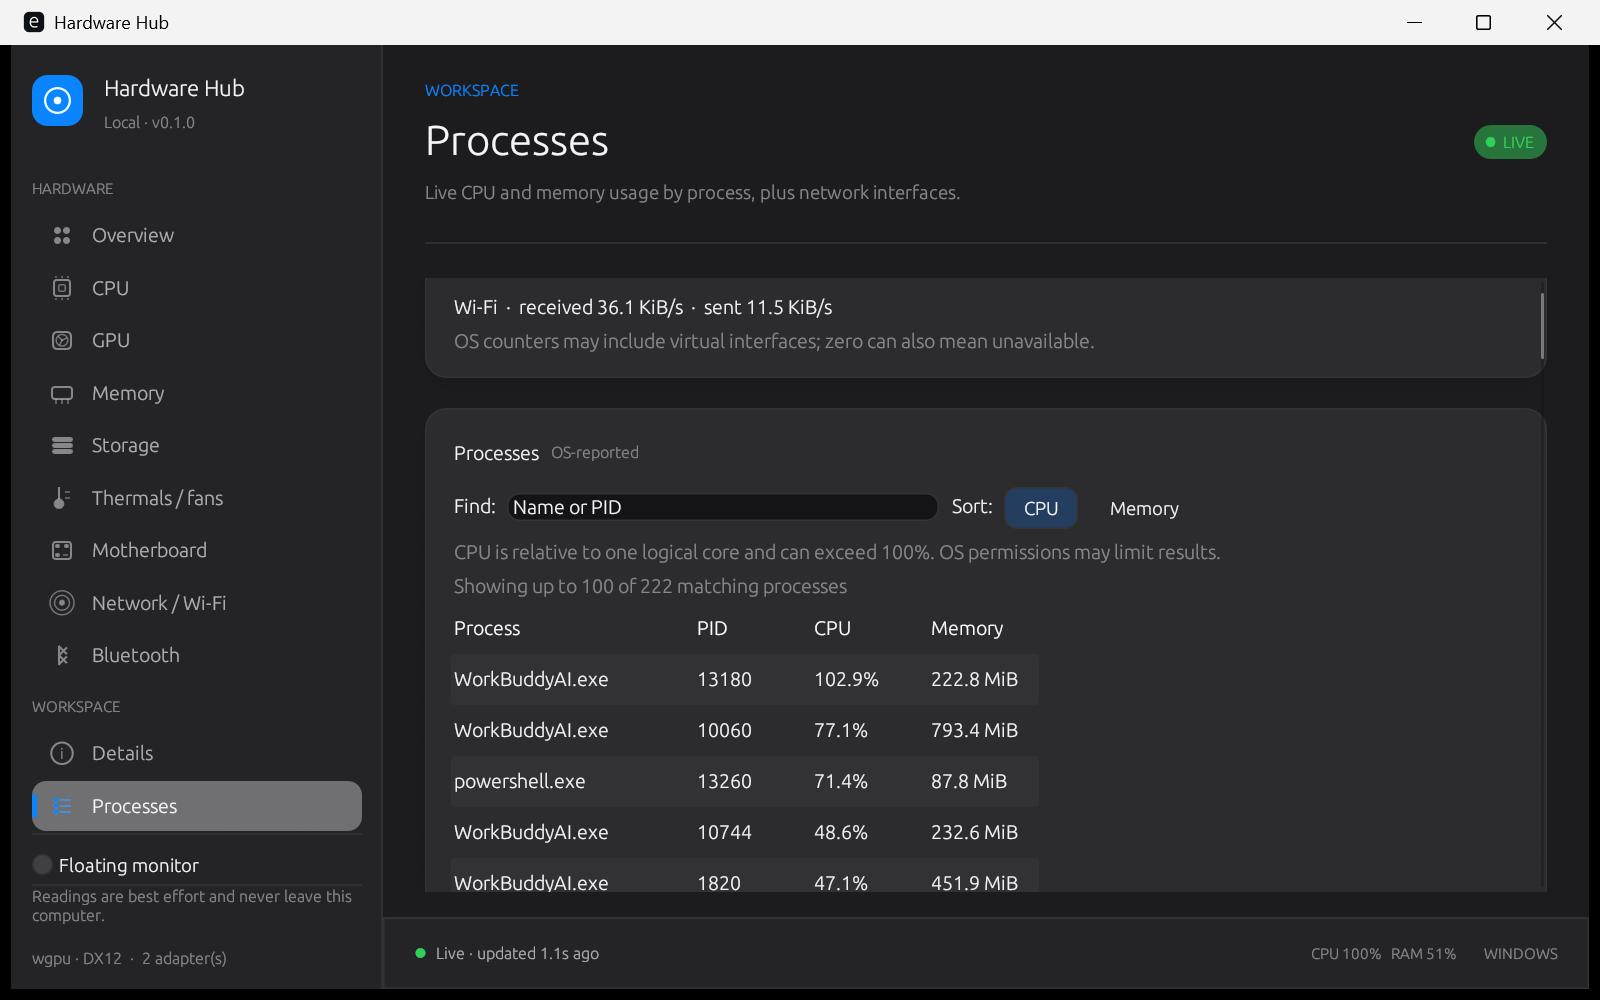 Hardware Hub
Hardware Hub
Local · v0.1.0
HARDWARE
Overview
CPU
GPU
Memory
Storage
Thermals / fans
Motherboard
Network / Wi-Fi
Bluetooth
WORKSPACE
Details
Processes
Floating monitor
Readings are best effort and never leave this
computer.
wgpu · DX12 · 2 adapter(s)
WORKSPACE
Processes
LIVE
Live CPU and memory usage by process, plus network interfaces.
Wi-Fi · received 36.1 KiB/s · sent 11.5 KiB/s
OS counters may include virtual interfaces; zero can also mean unavailable.
Processes OS-reported
Find: Name or PID Sort: CPU Memory
CPU is relative to one logical core and can exceed 100%. OS permissions may limit results.
Showing up to 100 of 222 matching processes
Process PID CPU Memory
WorkBuddyAI.exe 13180 102.9% 222.8 MiB
WorkBuddyAI.exe 10060 77.1% 793.4 MiB
powershell.exe 13260 71.4% 87.8 MiB
WorkBuddyAI.exe 10744 48.6% 232.6 MiB
WorkBuddyAI.exe 1820 47.1% 451.9 MiB
Live · updated 1.1s ago
CPU 100% RAM 51% WINDOWS